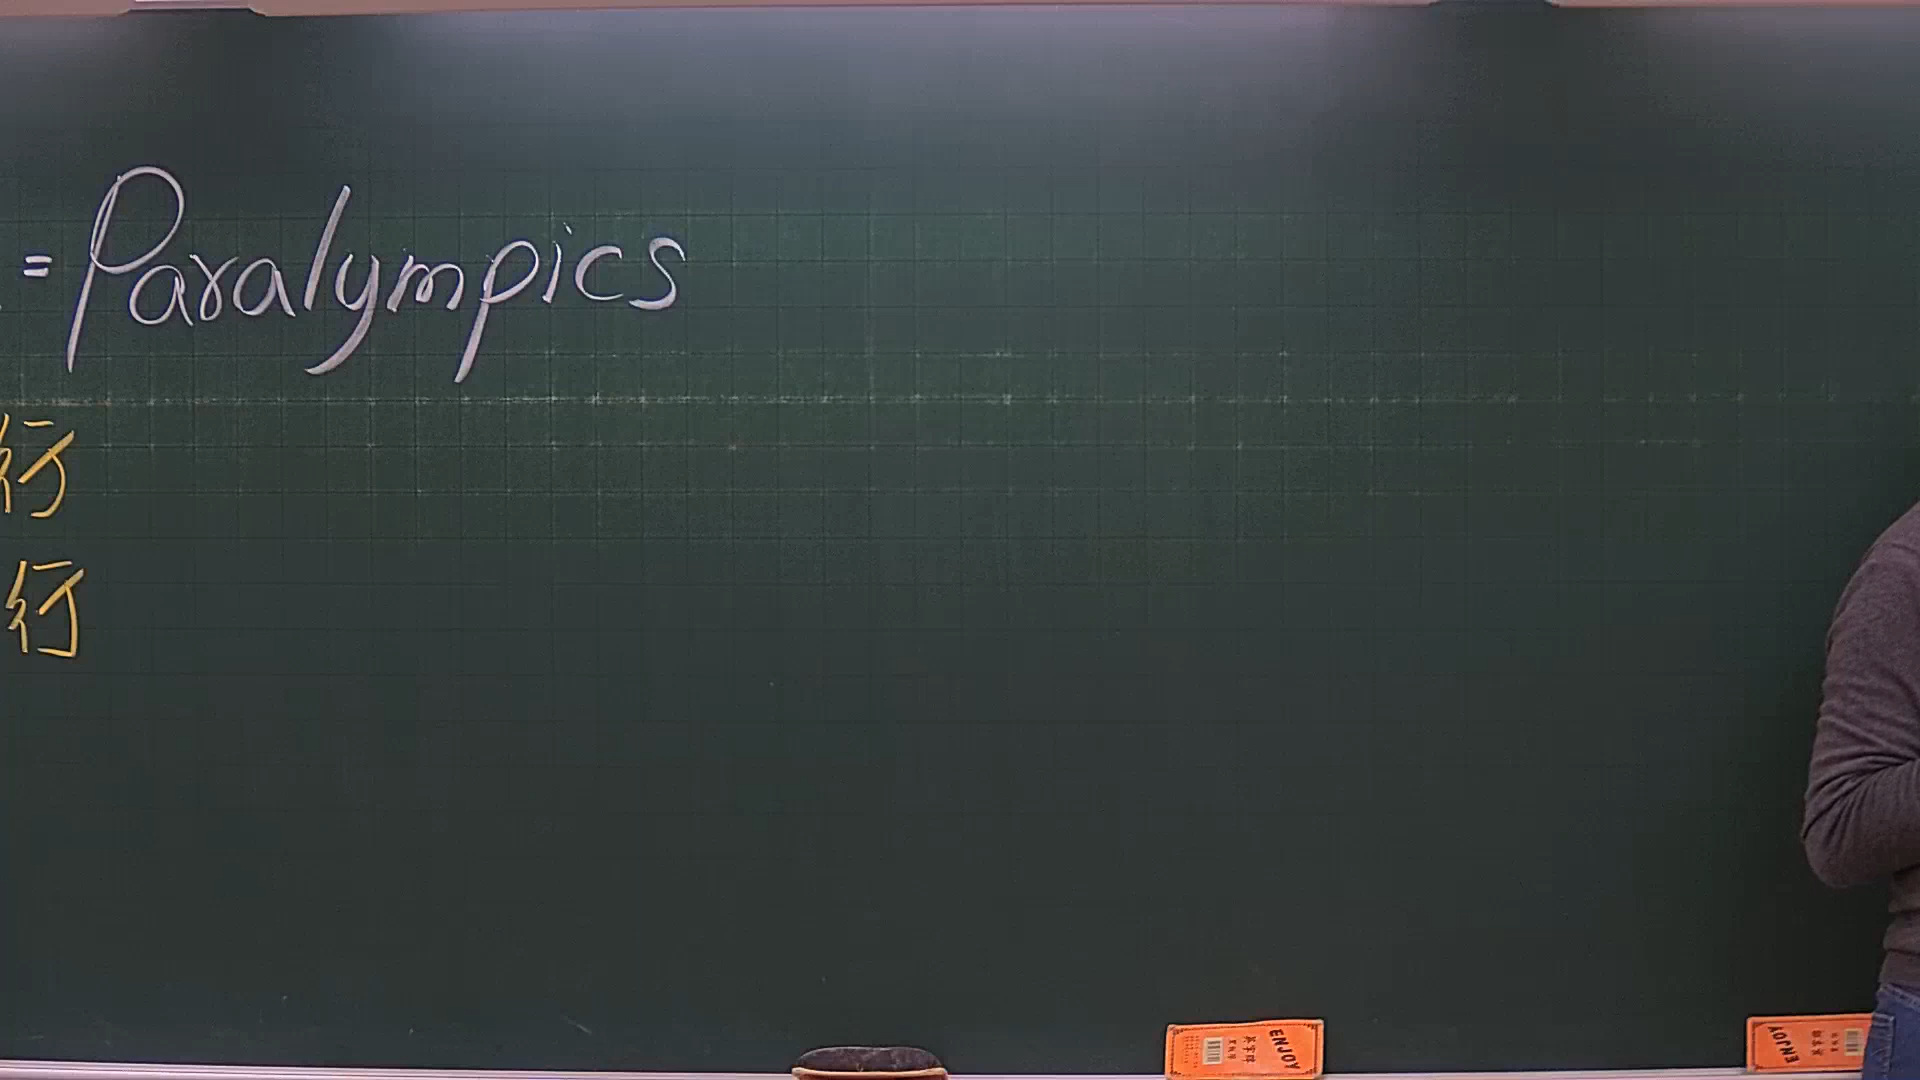 = Paralympics
行
行
ENJOY
ENJOY